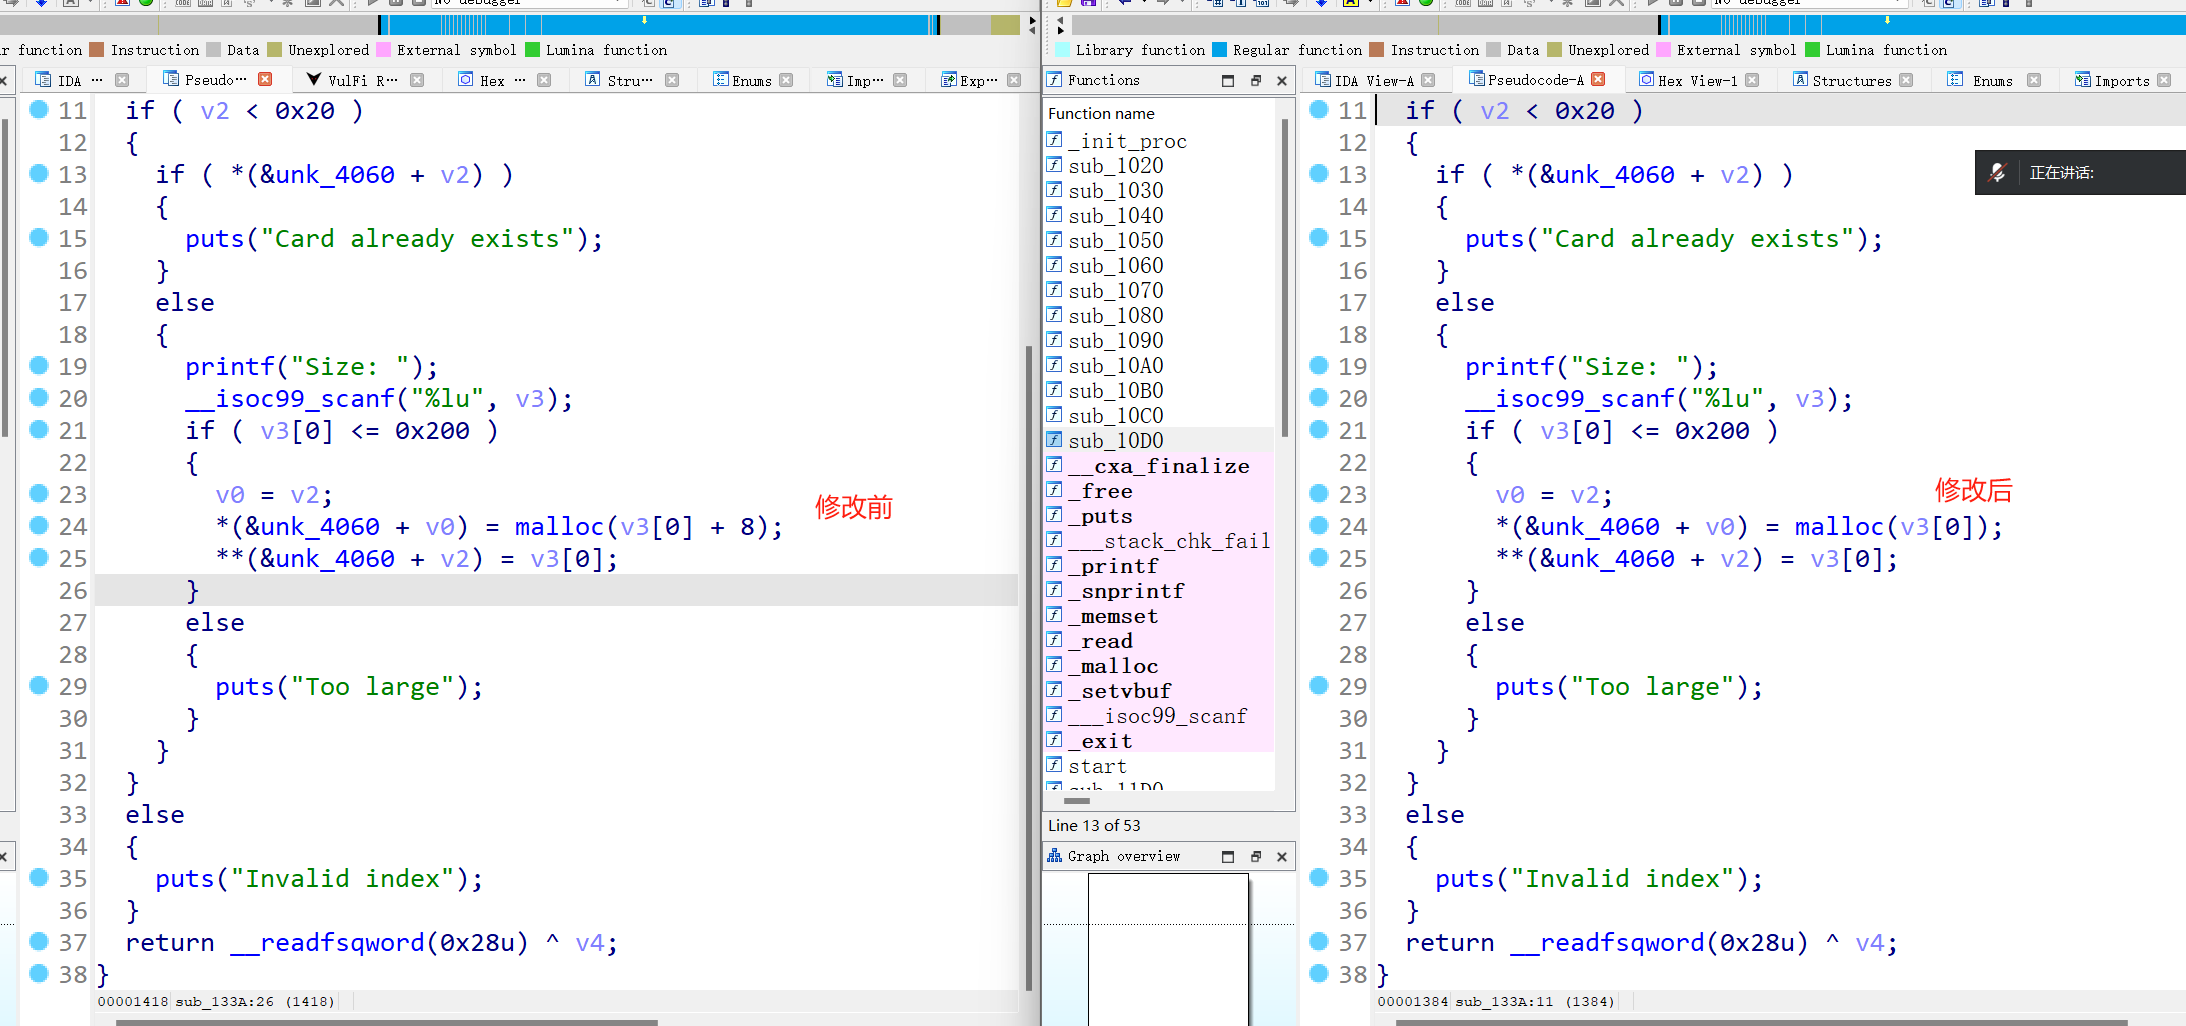 No debugger
No debugger
ar function Instruction Data Unexplored External symbol Lumina function
Library function Regular function Instruction Data Unexplored External symbol Lumina function
IDA ··· Pseudo··· VulFi R··· Hex ··· Stru··· Enums Imp··· Exp···
11 if ( v2 < 0x20 )
12 {
13 if ( *(&unk_4060 + v2) )
14 {
15 puts("Card already exists");
16 }
17 else
18 {
19 printf("Size: ");
20 __isoc99_scanf("%lu", v3);
21 if ( v3[0] <= 0x200 )
22 {
23 v0 = v2;
24 *(&unk_4060 + v0) = malloc(v3[0] + 8);
25 **(&unk_4060 + v2) = v3[0];
26 }
27 else
28 {
29 puts("Too large");
30 }
31 }
32 }
33 else
34 {
35 puts("Invalid index");
36 }
37 return __readfsqword(0x28u) ^ v4;
38 }
修改前
00001418 sub_133A:26 (1418)
Functions
Function name
_init_proc
sub_1020
sub_1030
sub_1040
sub_1050
sub_1060
sub_1070
sub_1080
sub_1090
sub_10A0
sub_10B0
sub_10C0
sub_10D0
__cxa_finalize
_free
_puts
___stack_chk_fail
_printf
_snprintf
_memset
_read
_malloc
_setvbuf
___isoc99_scanf
_exit
start
sub_11D0
Line 13 of 53
Graph overview
IDA View-A Pseudocode-A Hex View-1 Structures Enums Imports
11 if ( v2 < 0x20 )
12 {
13 if ( *(&unk_4060 + v2) )
14 {
15 puts("Card already exists");
16 }
17 else
18 {
19 printf("Size: ");
20 __isoc99_scanf("%lu", v3);
21 if ( v3[0] <= 0x200 )
22 {
23 v0 = v2;
24 *(&unk_4060 + v0) = malloc(v3[0]);
25 **(&unk_4060 + v2) = v3[0];
26 }
27 else
28 {
29 puts("Too large");
30 }
31 }
32 }
33 else
34 {
35 puts("Invalid index");
36 }
37 return __readfsqword(0x28u) ^ v4;
38 }
正在讲话:
修改后
00001384 sub_133A:11 (1384)